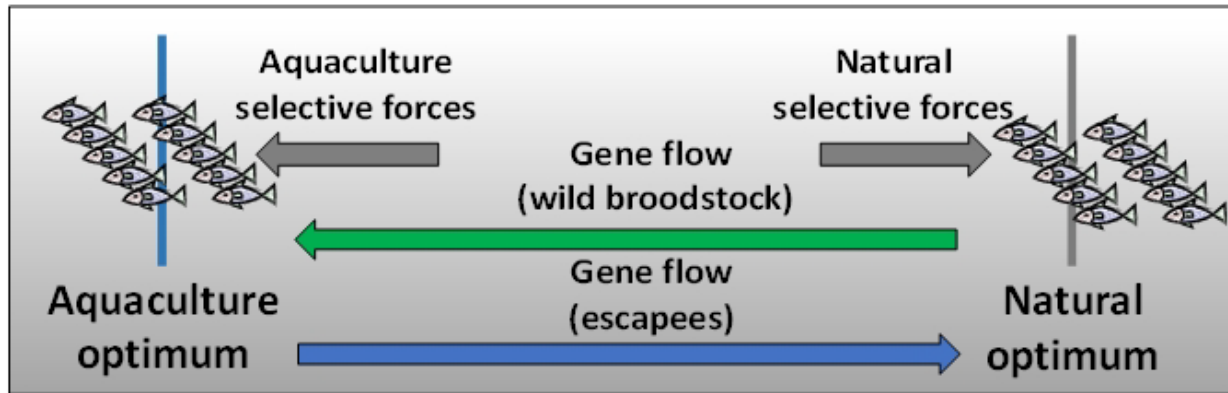 Aquaculture
selective forces
Natural
selective forces
Gene flow
(wild broodstock)
Gene flow
(escapees)
Aquaculture
optimum
Natural
optimum